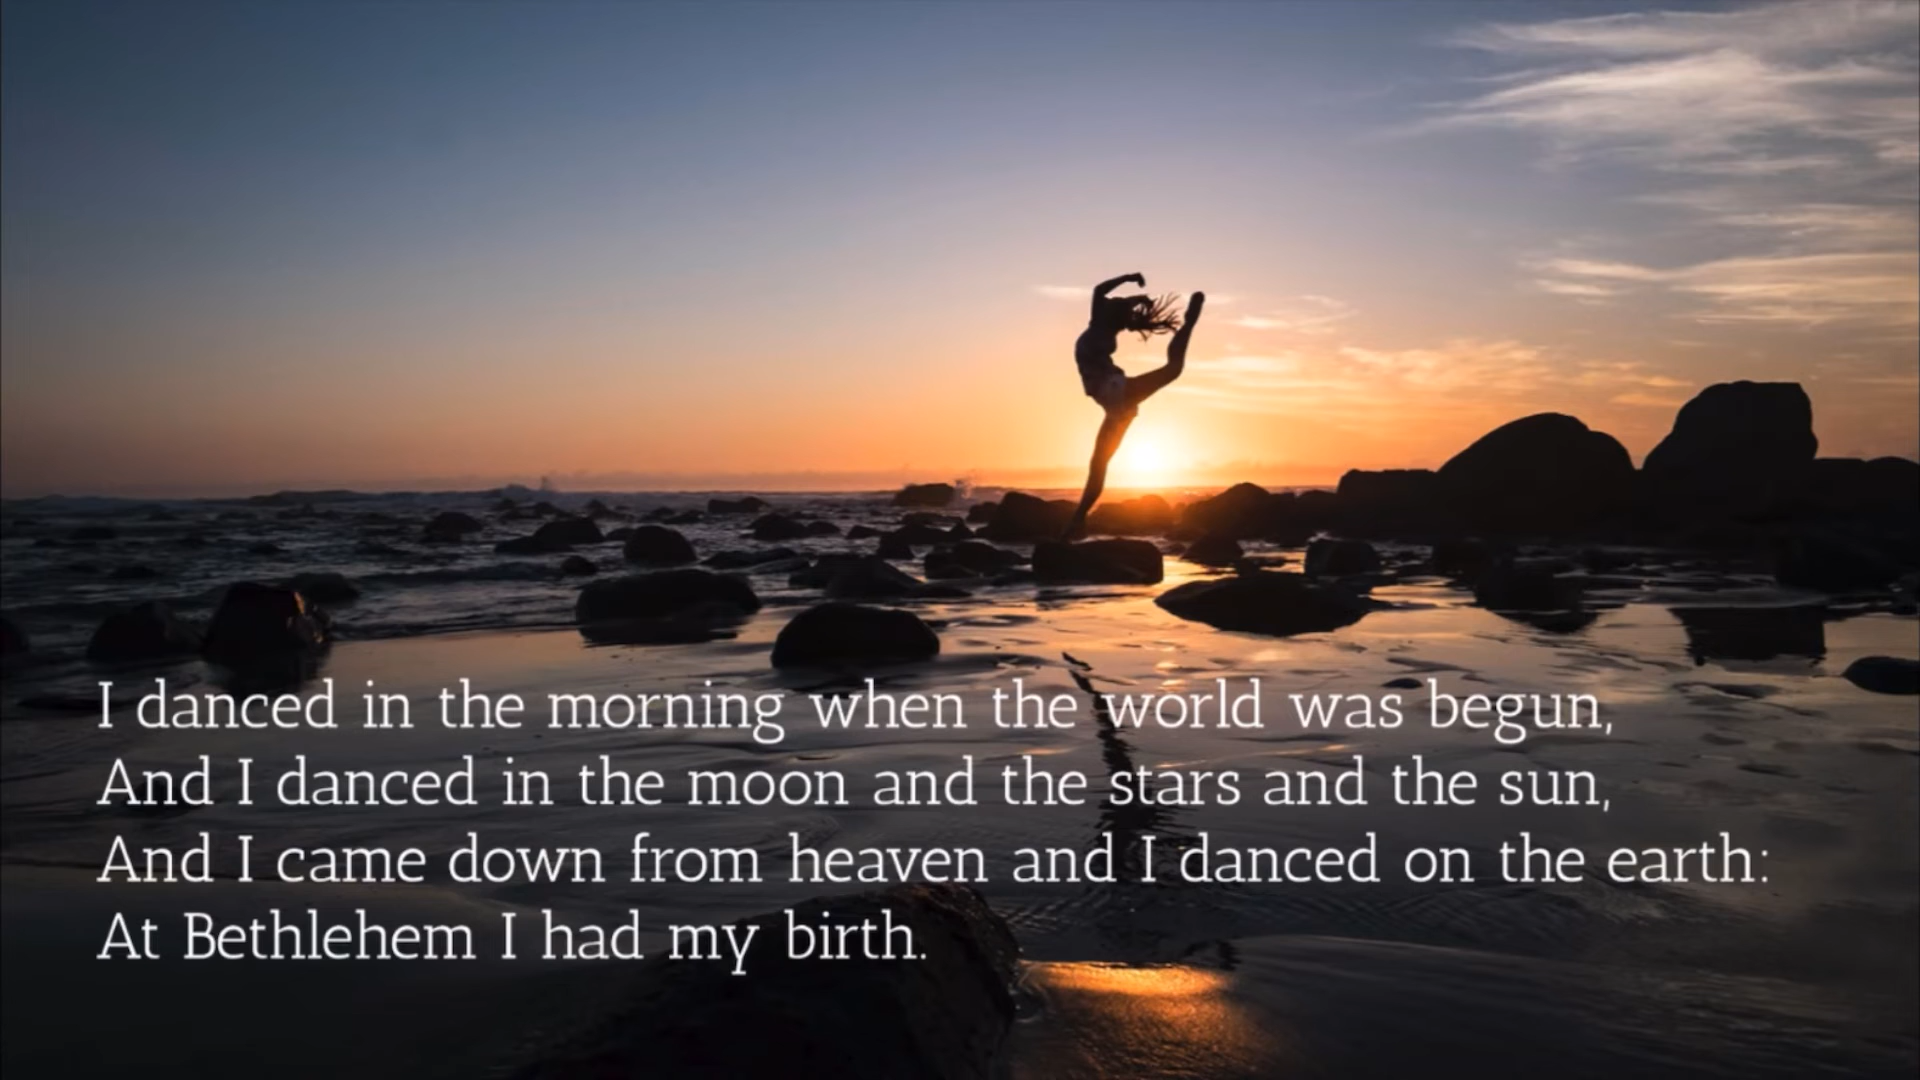 I danced in the morning when the world was begun,
And I danced in the moon and the stars and the sun,
And I came down from heaven and I danced on the earth:
At Bethlehem I had my birth.